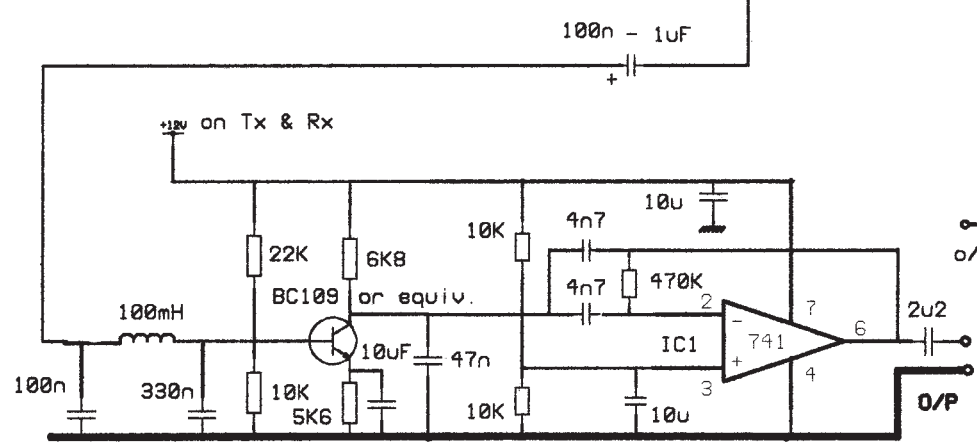 100n - 1uF
+
+12V on Tx & Rx
10u
4n7
10K
22K
6K8
470K
4n7
BC109 or equiv.
100mH
2
7
2u2
6
IC1
741
-
+
10uF
47n
3
4
100n
330n
10K
5K6
10K
10u
O/P
o/